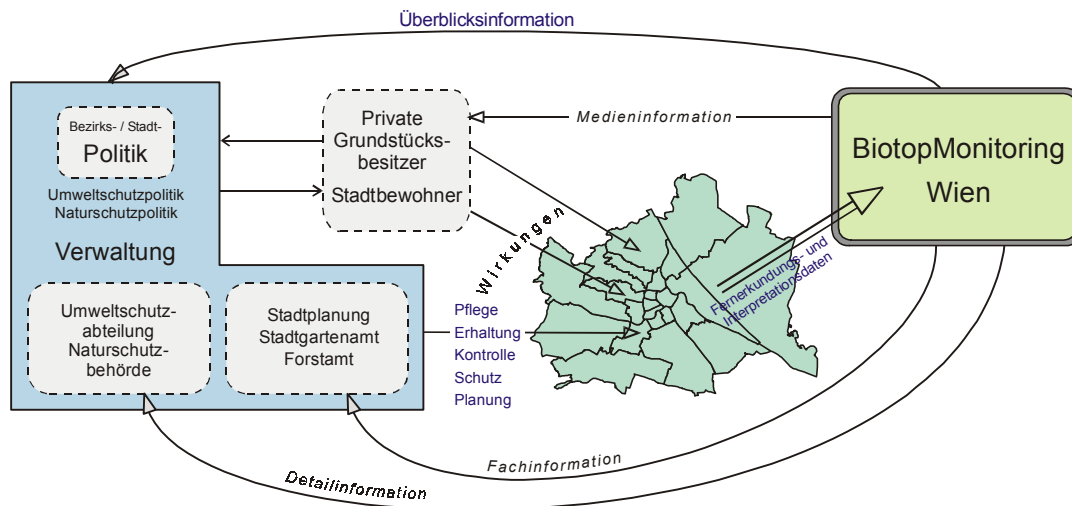 Überblicksinformation
Bezirks- / Stadt-
Politik
Umweltschutzpolitik
Naturschutzpolitik
Verwaltung
Umweltschutz-
abteilung
Naturschutz-
behörde
Stadtplanung
Stadtgartenamt
Forstamt
Private
Grundstücks-
besitzer
Stadtbewohner
Medieninformation
BiotopMonitoring
Wien
Wirkungen
Pflege
Erhaltung
Kontrolle
Schutz
Planung
Fernerkundungs- und
Interpretationsdaten
Fachinformation
Detailinformation